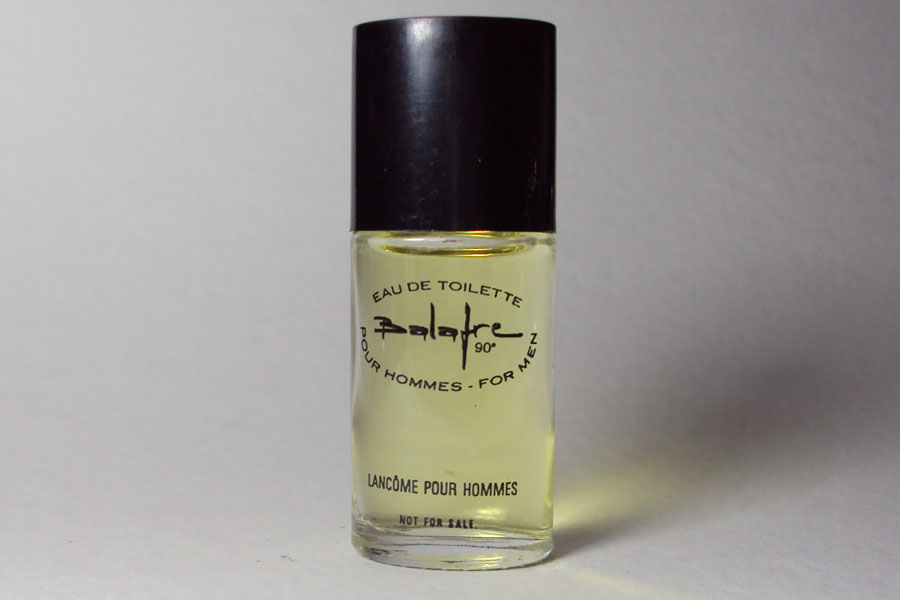 EAU DE TOILETTE
Balafre
90°
POUR HOMMES - FOR MEN
LANCÔME POUR HOMMES
NOT FOR SALE.